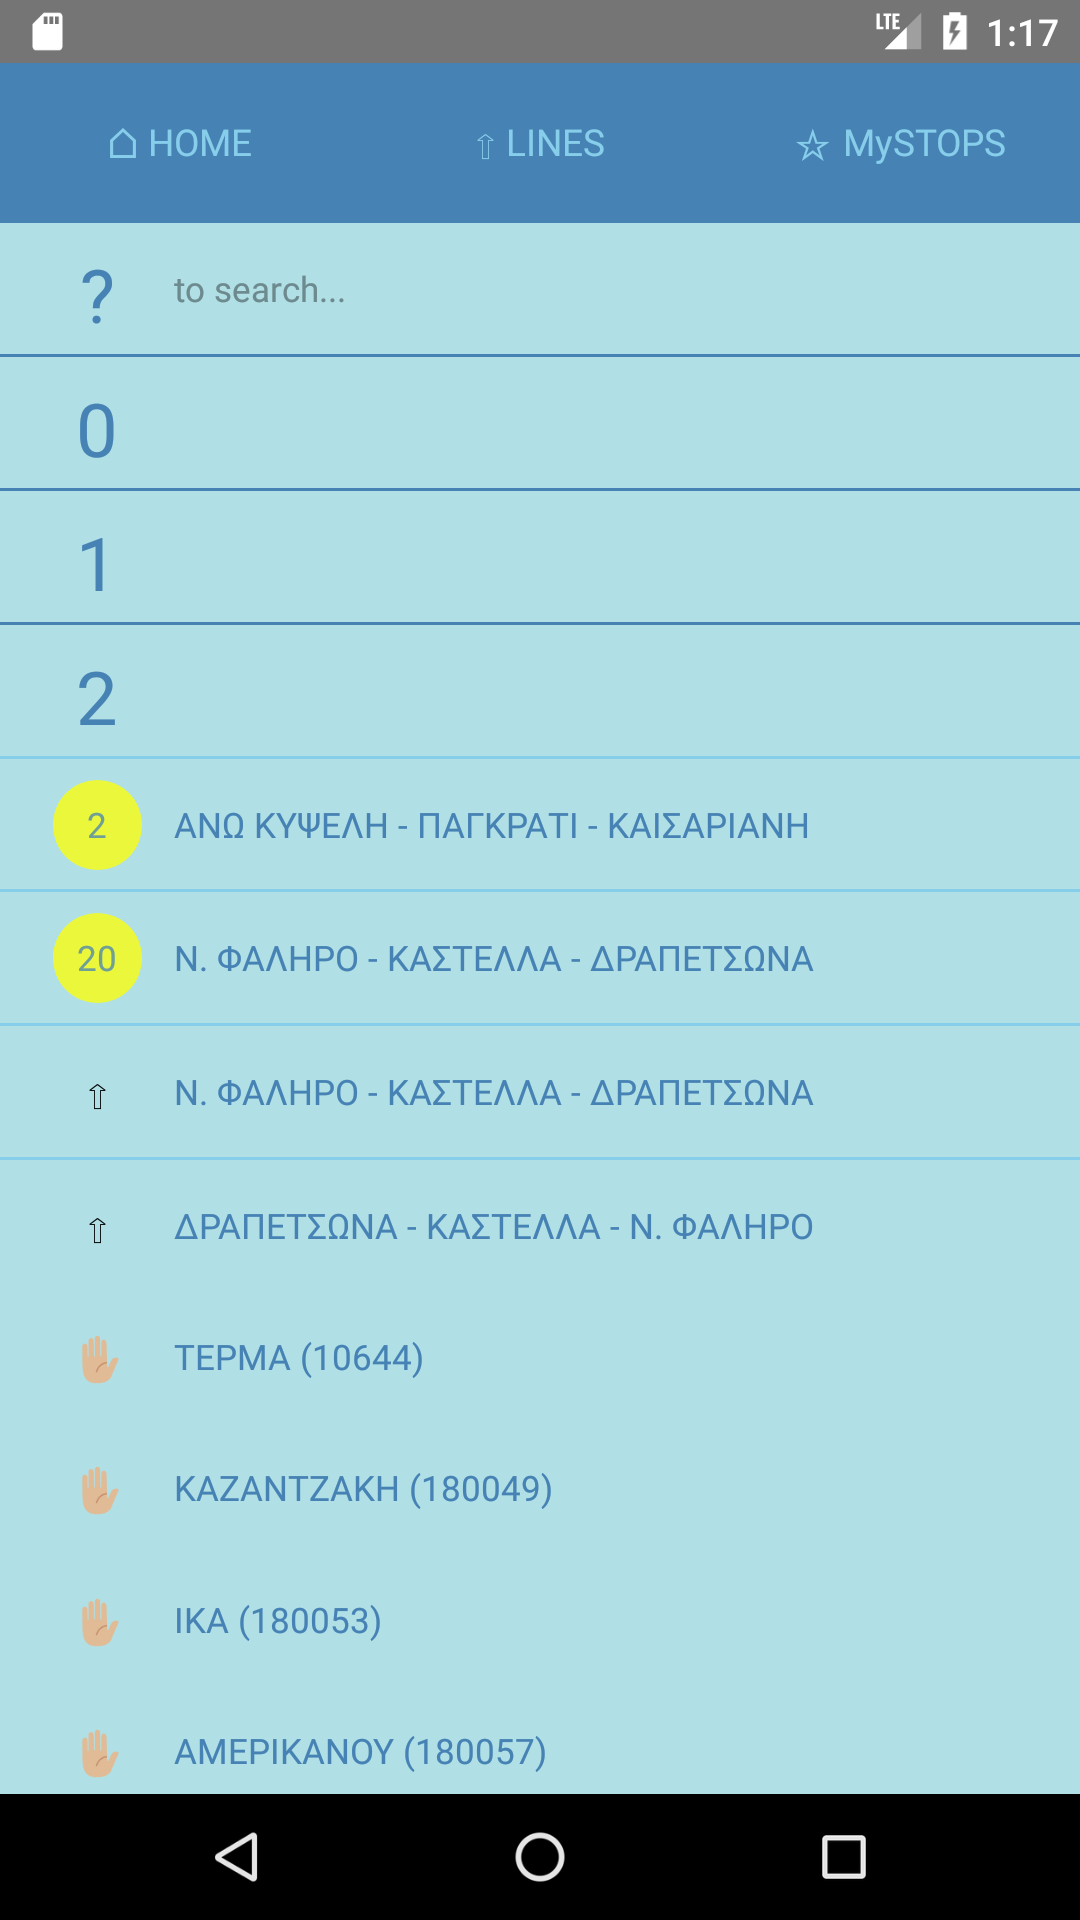 LTE 1:17
⌂ HOME ⇧ LINES ☆ MySTOPS
? to search...
0
1
2
2 ΑΝΩ ΚΥΨΕΛΗ - ΠΑΓΚΡΑΤΙ - ΚΑΙΣΑΡΙΑΝΗ
20 Ν. ΦΑΛΗΡΟ - ΚΑΣΤΕΛΛΑ - ΔΡΑΠΕΤΣΩΝΑ
⇧ Ν. ΦΑΛΗΡΟ - ΚΑΣΤΕΛΛΑ - ΔΡΑΠΕΤΣΩΝΑ
⇧ ΔΡΑΠΕΤΣΩΝΑ - ΚΑΣΤΕΛΛΑ - Ν. ΦΑΛΗΡΟ
ΤΕΡΜΑ (10644)
ΚΑΖΑΝΤΖΑΚΗ (180049)
ΙΚΑ (180053)
ΑΜΕΡΙΚΑΝΟΥ (180057)